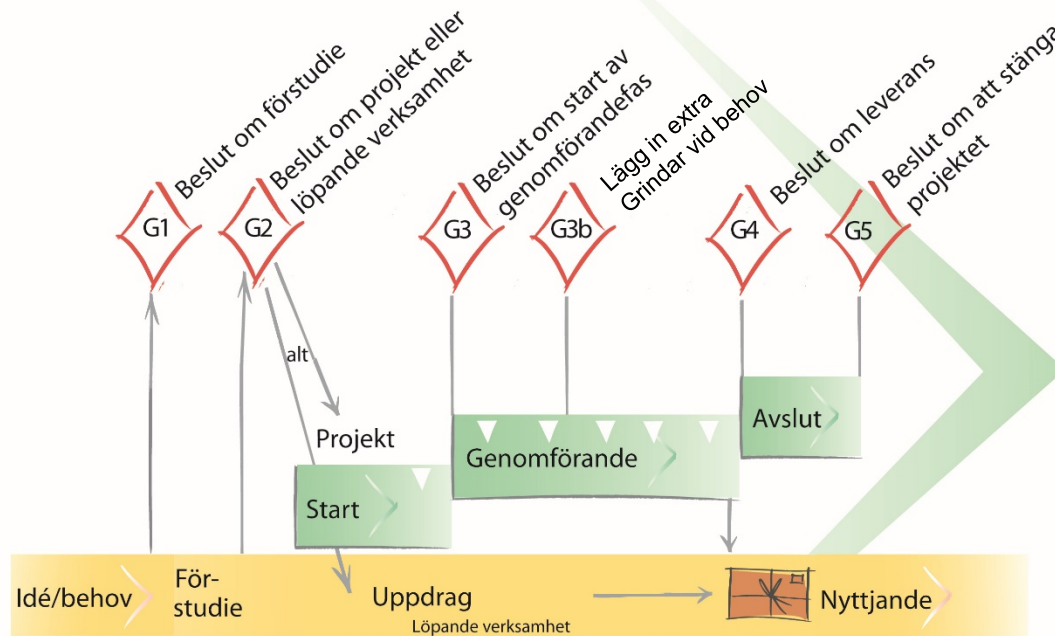 Beslut om förstudie
Beslut om projekt eller
löpande verksamhet
Beslut om start av
genomförandefas
Lägg in extra
Grindar vid behov
Beslut om leverans
Beslut om att stänga
projektet
G1
G2
G3
G3b
G4
G5
alt
Projekt
Start
Genomförande
Avslut
Idé/behov
För-
studie
Uppdrag
Löpande verksamhet
Nyttjande